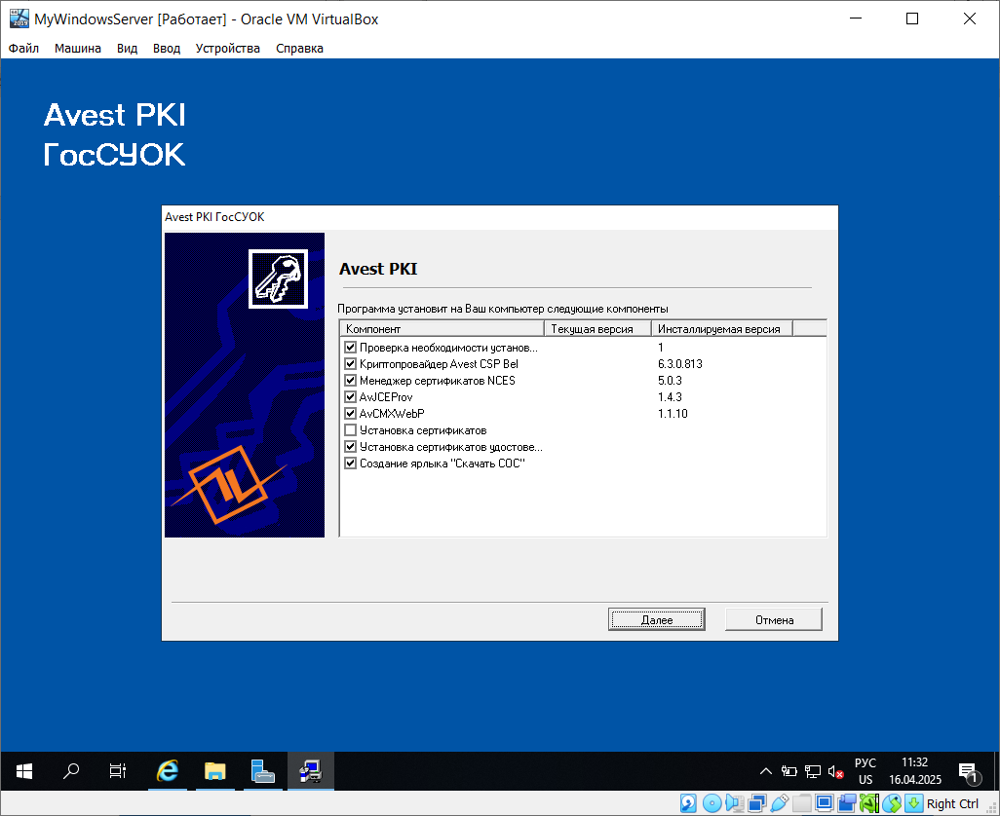 MyWindowsServer [Работает] - Oracle VM VirtualBox
Файл Машина Вид Ввод Устройства Справка
Avest PKI
ГосСУОК
Avest PKI ГосСУОК
Avest PKI
Программа установит на Ваш компьютер следующие компоненты
Компонент Текущая версия Инсталлируемая версия
Проверка необходимости установ... 1
Криптопровайдер Avest CSP Bel 6.3.0.813
Менеджер сертификатов NCES 5.0.3
AvJCEProv 1.4.3
AvCMXWebP 1.1.10
Установка сертификатов
Установка сертификатов удостове...
Создание ярлыка "Скачать СОС"
Далее Отмена
РУС 11:32
US 16.04.2025
1
Right Ctrl